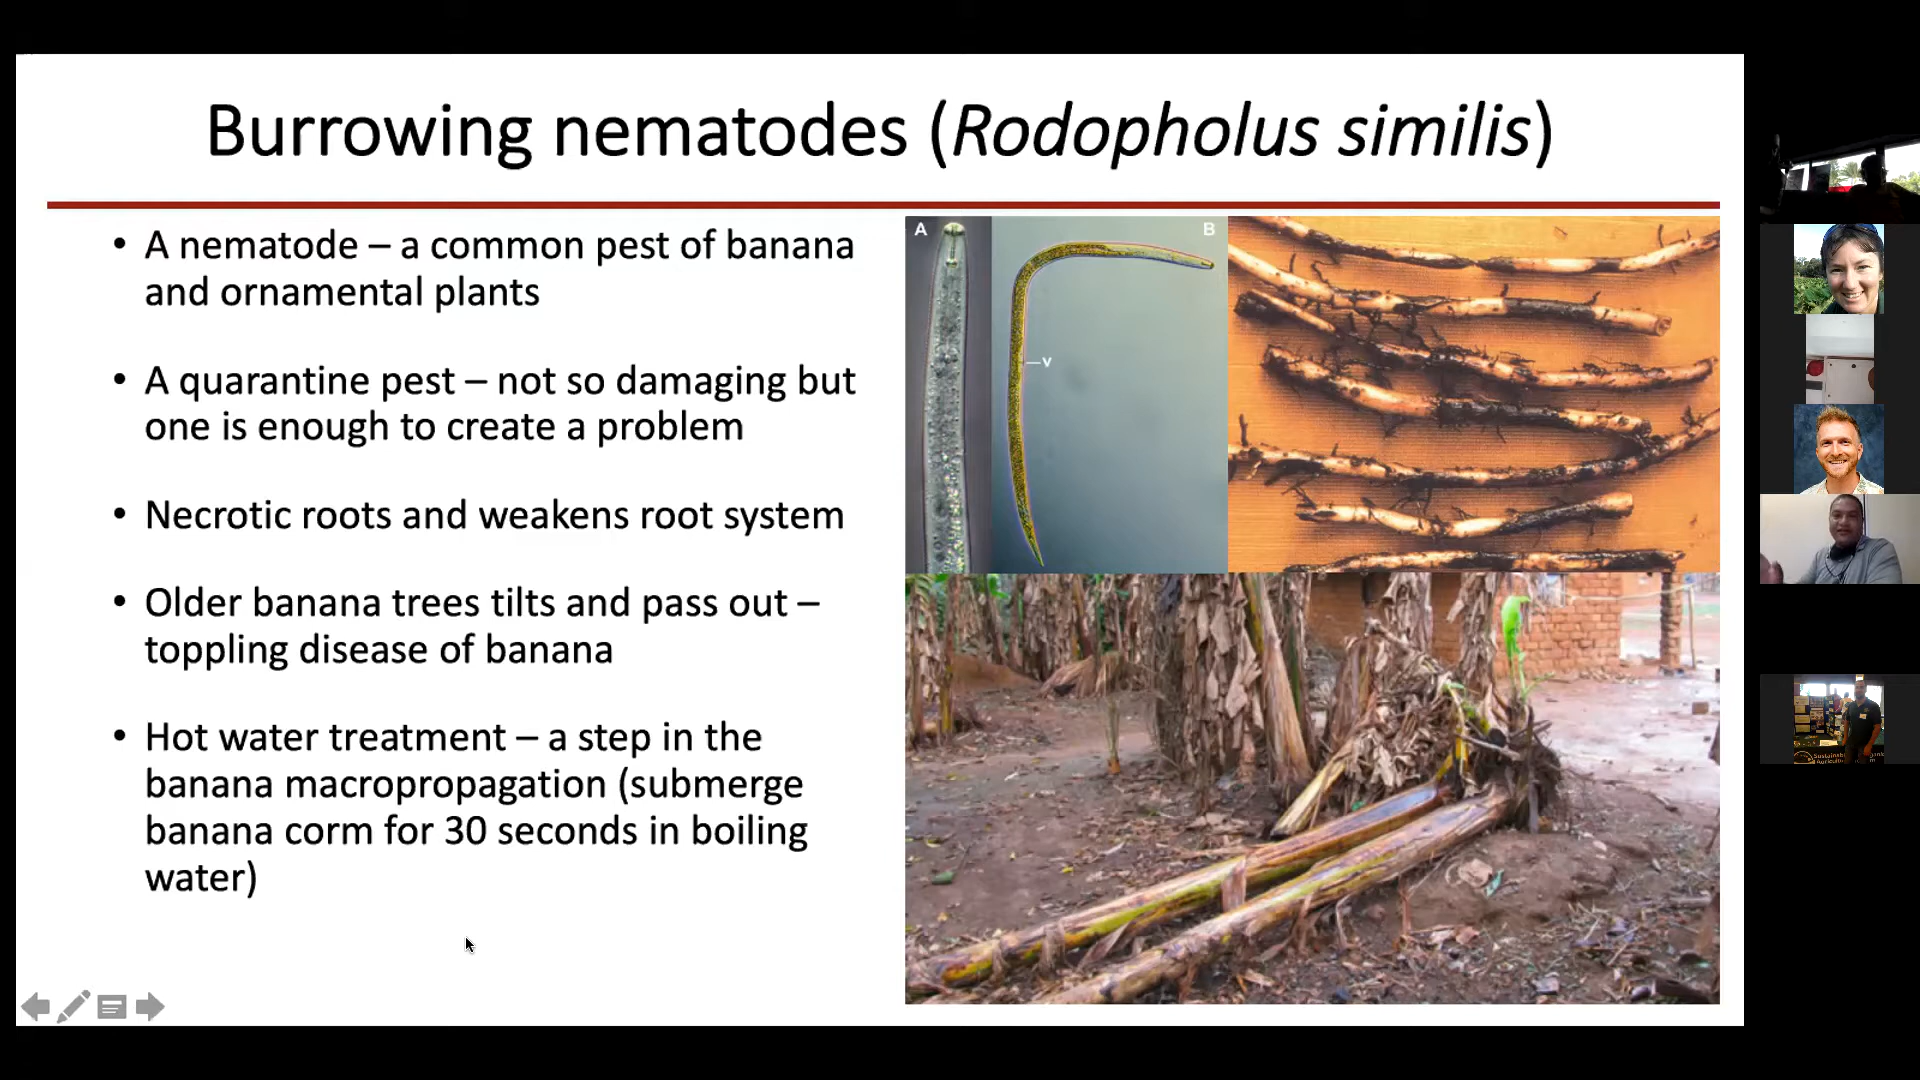 Burrowing nematodes (Rodopholus similis)
• A nematode – a common pest of banana
and ornamental plants
• A quarantine pest – not so damaging but
one is enough to create a problem
• Necrotic roots and weakens root system
• Older banana trees tilts and pass out –
toppling disease of banana
• Hot water treatment – a step in the
banana macropropagation (submerge
banana corm for 30 seconds in boiling
water)
A
B
V